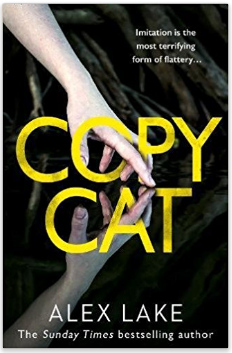 Imitation is the
most terrifying
form of flattery...
COPY
CAT
ALEX LAKE
The Sunday Times bestselling author